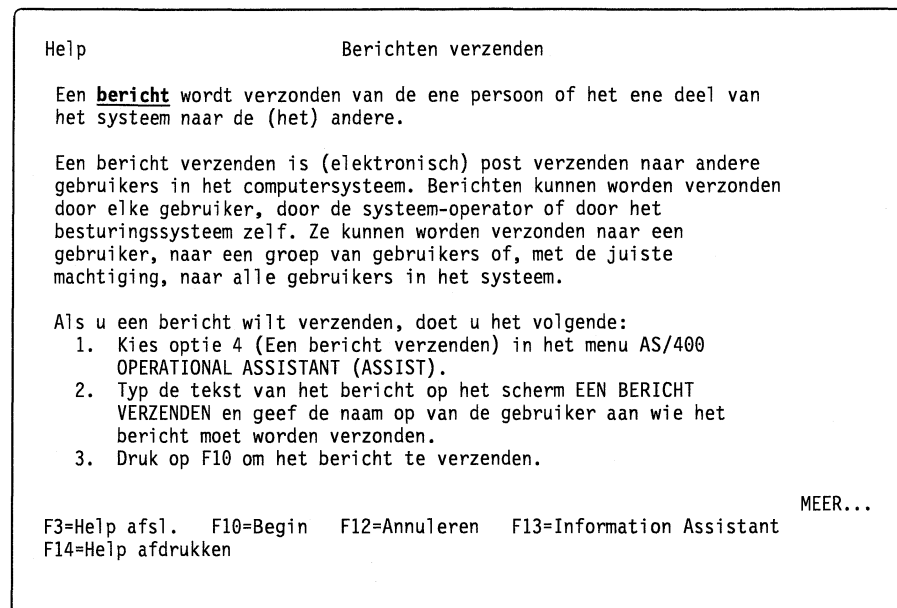 Help Berichten verzenden
Een bericht wordt verzonden van de ene persoon of het ene deel van
het systeem naar de (het) andere.
Een bericht verzenden is (elektronisch) post verzenden naar andere
gebruikers in het computersysteem. Berichten kunnen worden verzonden
door elke gebruiker, door de systeem-operator of door het
besturingssysteem zelf. Ze kunnen worden verzonden naar een
gebruiker, naar een groep van gebruikers of, met de juiste
machtiging, naar alle gebruikers in het systeem.
Als u een bericht wilt verzenden, doet u het volgende:
1. Kies optie 4 (Een bericht verzenden) in het menu AS/400
OPERATIONAL ASSISTANT (ASSIST).
2. Typ de tekst van het bericht op het scherm EEN BERICHT
VERZENDEN en geef de naam op van de gebruiker aan wie het
bericht moet worden verzonden.
3. Druk op F10 om het bericht te verzenden.
MEER...
F3=Help afsl. F10=Begin F12=Annuleren F13=Information Assistant
F14=Help afdrukken